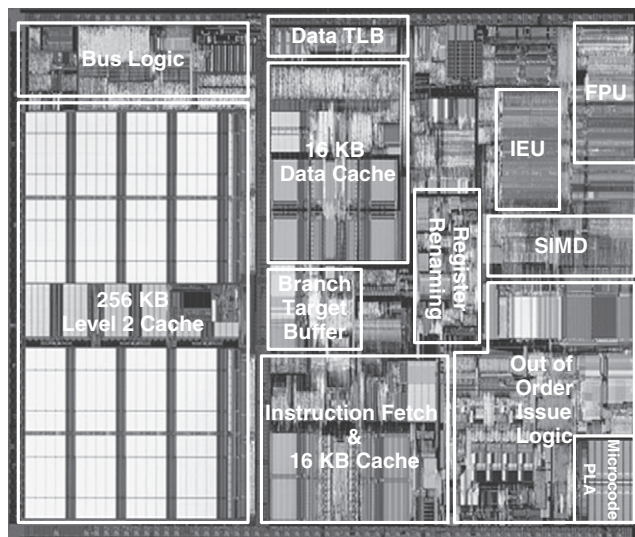 Bus Logic
Data TLB
FPU
16 KB
Data Cache
IEU
Register
Renaming
SIMD
256 KB
Level 2 Cache
Branch
Target
Buffer
Out of
Order
Issue
Logic
Instruction Fetch
&
16 KB Cache
Microcode
PLA